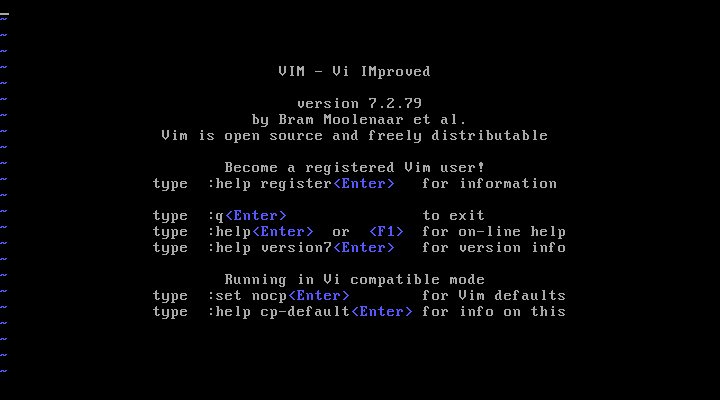 VIM - Vi IMproved
version 7.2.79
by Bram Moolenaar et al.
Vim is open source and freely distributable
Become a registered Vim user!
type :help register<Enter> for information
type :q<Enter> to exit
type :help<Enter> or <F1> for on-line help
type :help version7<Enter> for version info
Running in Vi compatible mode
type :set nocp<Enter> for Vim defaults
type :help cp-default<Enter> for info on this